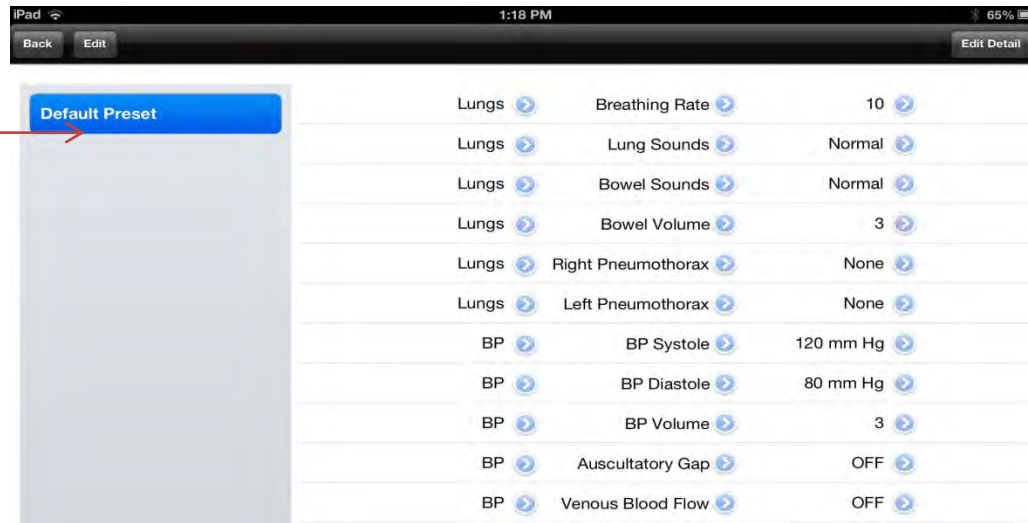 iPad 1:18 PM 65%
Back Edit Edit Detail
Default Preset
Lungs Breathing Rate 10
Lungs Lung Sounds Normal
Lungs Bowel Sounds Normal
Lungs Bowel Volume 3
Lungs Right Pneumothorax None
Lungs Left Pneumothorax None
BP BP Systole 120 mm Hg
BP BP Diastole 80 mm Hg
BP BP Volume 3
BP Auscultatory Gap OFF
BP Venous Blood Flow OFF